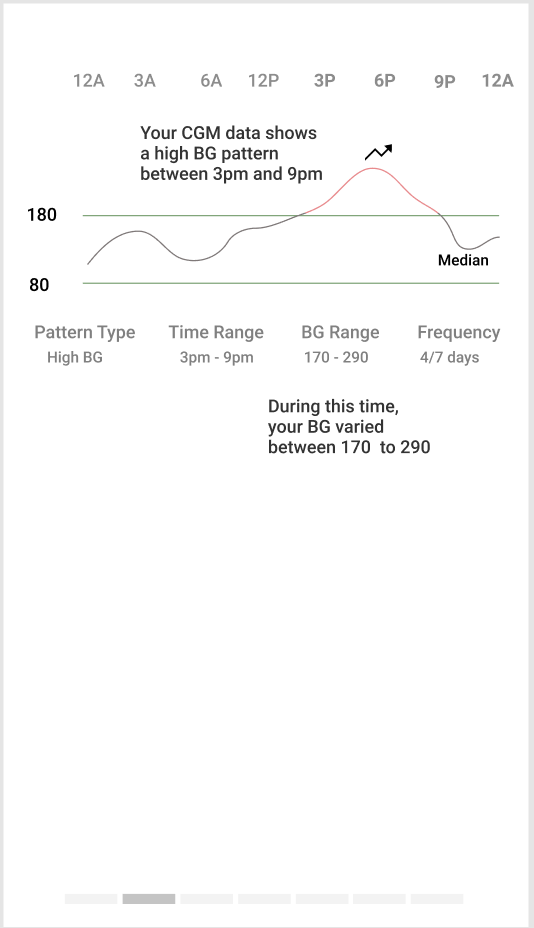 12A 3A 6A 12P 3P 6P 9P 12A
Your CGM data shows
a high BG pattern
between 3pm and 9pm
180
Median
80
Pattern Type Time Range BG Range Frequency
High BG 3pm - 9pm 170 - 290 4/7 days
During this time,
your BG varied
between 170 to 290